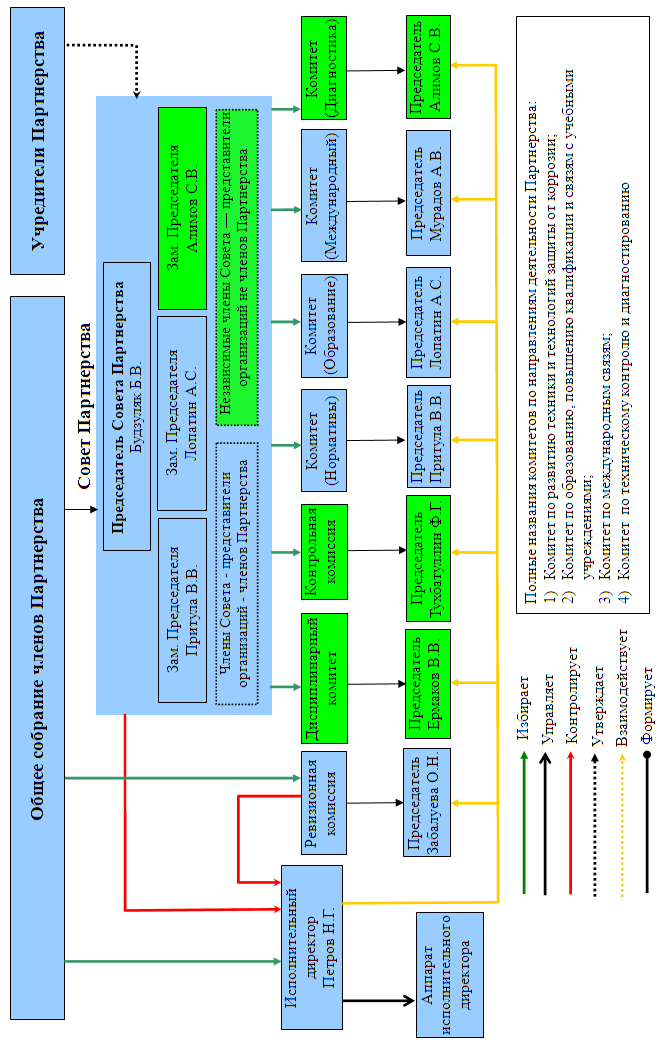 Общее собрание членов Партнерства
Учредители Партнерства
Совет Партнерства
Председатель Совета Партнерства
Будзуляк Б.В.
Зам. Председателя
Притула В.В.
Зам. Председателя
Лопатин А.С.
Зам. Председателя
Алимов С.В.
Члены Совета - представители
организаций - членов Партнерства
Независимые члены Совета — представители
организаций не членов Партнерства
Исполнительный
директор
Петров Н.Г.
Ревизионная
комиссия
Дисциплинарный
комитет
Контрольная
комиссия
Комитет
(Нормативы)
Комитет
(Образование)
Комитет
(Международный)
Комитет
(Диагностика)
Аппарат
исполнительного
директора
Председатель
Забалуева О.Н.
Председатель
Ермаков В.В.
Председатель
Тухбатуллин Ф.Г.
Председатель
Притула В.В.
Председатель
Лопатин А.С.
Председатель
Мурадов А.В.
Председатель
Алимов С.В.
Избирает
Управляет
Контролирует
Утверждает
Взаимодействует
Формирует
Полные названия комитетов по направлениям деятельности Партнерства:
1) Комитет по развитию техники и технологий защиты от коррозии;
2) Комитет по образованию, повышению квалификации и связям с учебными
учреждениями;
3) Комитет по международным связям;
4) Комитет по техническому контролю и диагностированию